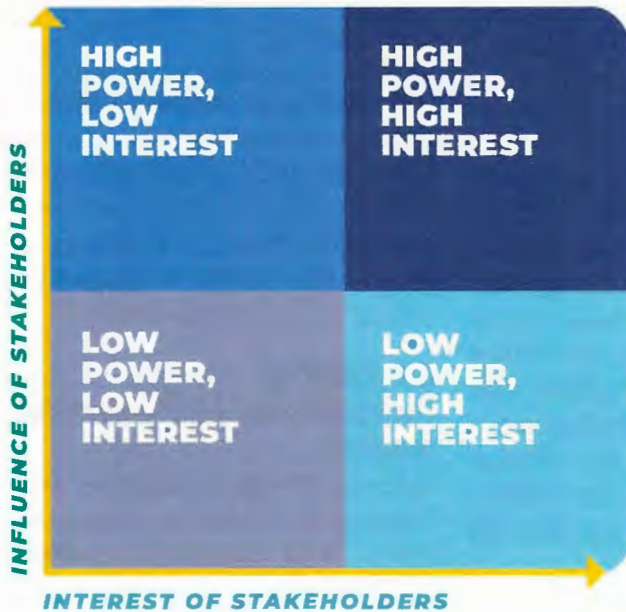 HIGH
POWER,
LOW
INTEREST
HIGH
POWER,
HIGH
INTEREST
INFLUENCE OF STAKEHOLDERS
LOW
POWER,
LOW
INTEREST
LOW
POWER,
HIGH
INTEREST
INTEREST OF STAKEHOLDERS